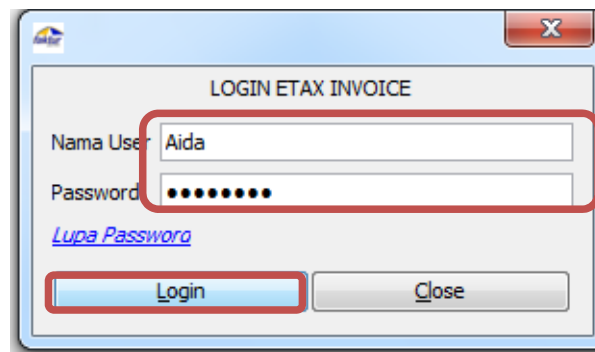 LOGIN ETAX INVOICE
Nama User Aida
Password ●●●●●●●●
Lupa Password
Login Close